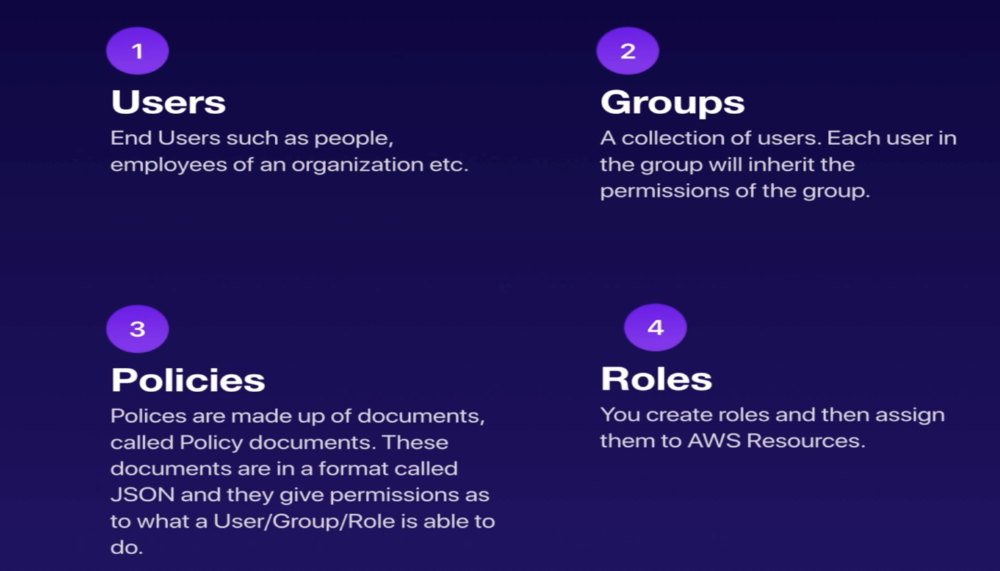 1
Users
End Users such as people,
employees of an organization etc.
2
Groups
A collection of users. Each user in
the group will inherit the
permissions of the group.
3
Policies
Polices are made up of documents,
called Policy documents. These
documents are in a format called
JSON and they give permissions as
to what a User/Group/Role is able to
do.
4
Roles
You create roles and then assign
them to AWS Resources.